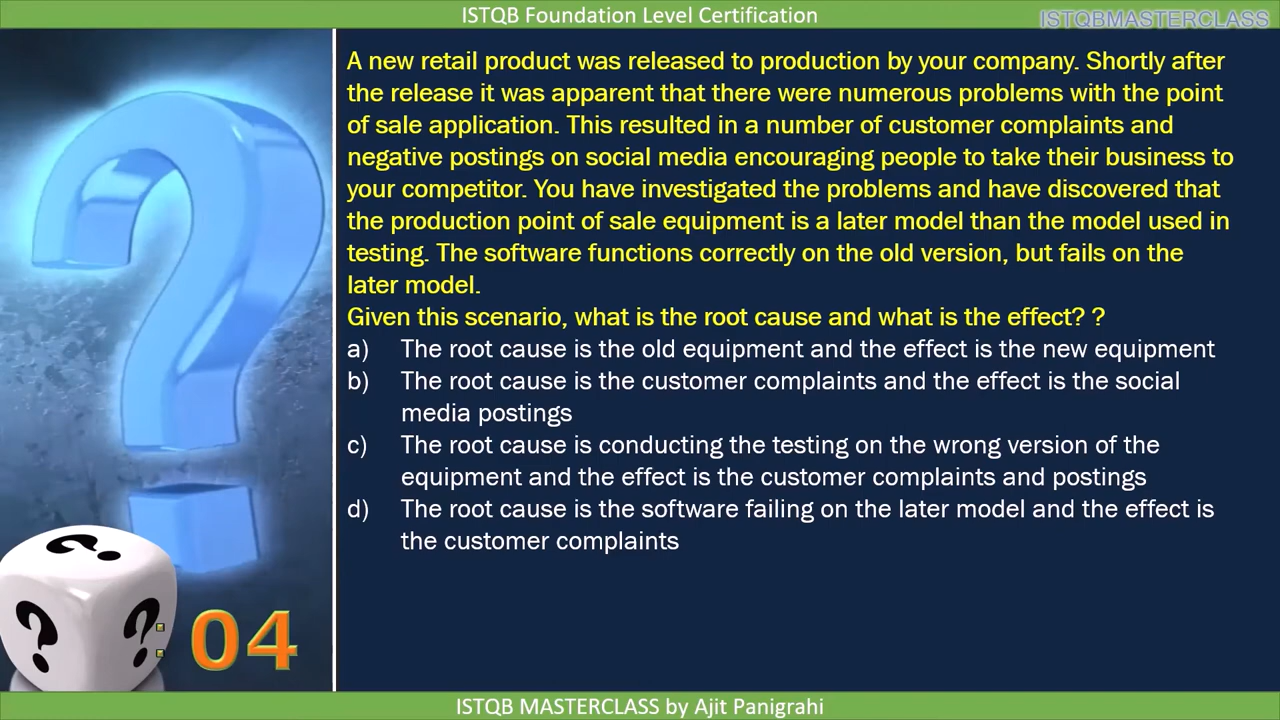 ISTQB Foundation Level Certification
ISTQBMASTERCLASS
A new retail product was released to production by your company. Shortly after
the release it was apparent that there were numerous problems with the point
of sale application. This resulted in a number of customer complaints and
negative postings on social media encouraging people to take their business to
your competitor. You have investigated the problems and have discovered that
the production point of sale equipment is a later model than the model used in
testing. The software functions correctly on the old version, but fails on the
later model.
Given this scenario, what is the root cause and what is the effect? ?
a) The root cause is the old equipment and the effect is the new equipment
b) The root cause is the customer complaints and the effect is the social
media postings
c) The root cause is conducting the testing on the wrong version of the
equipment and the effect is the customer complaints and postings
d) The root cause is the software failing on the later model and the effect is
the customer complaints
? ? ?
: 04
ISTQB MASTERCLASS by Ajit Panigrahi